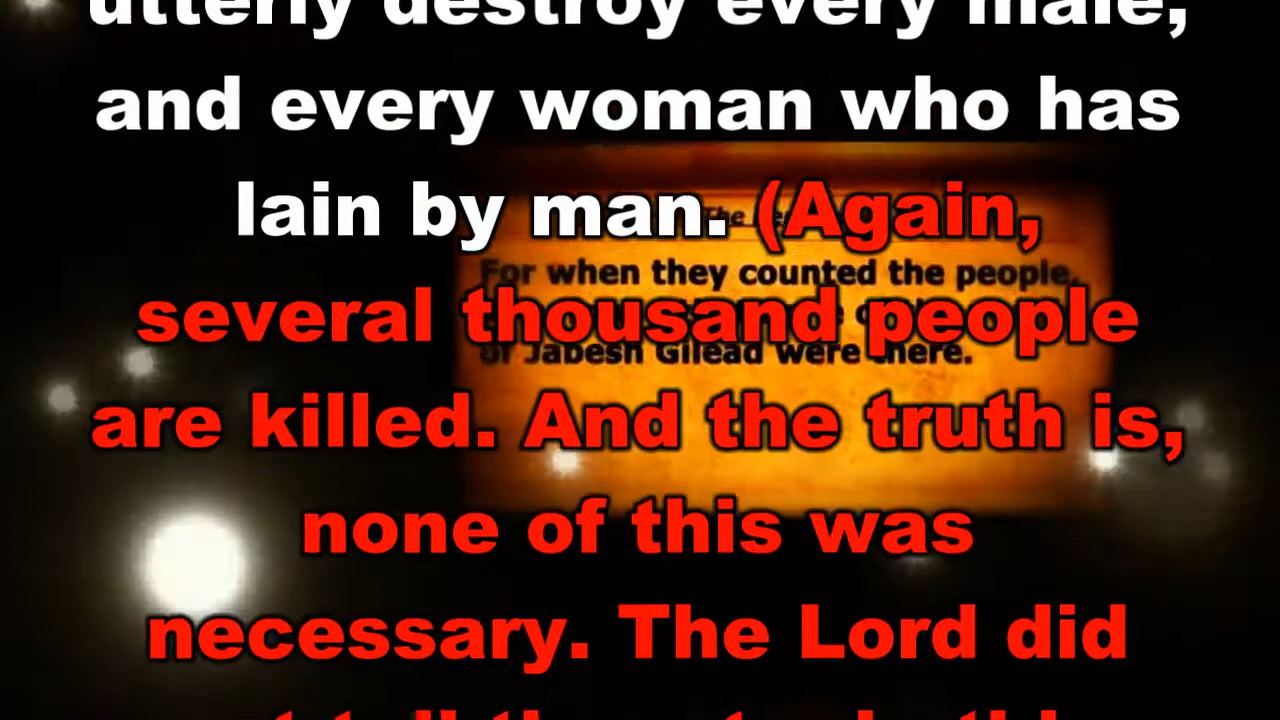 utterly destroy every male,
and every woman who has
lain by man. (Again,
several thousand people
are killed. And the truth is,
none of this was
necessary. The Lord did
The
For when they counted the people,
of Jabesh Gilead were there.